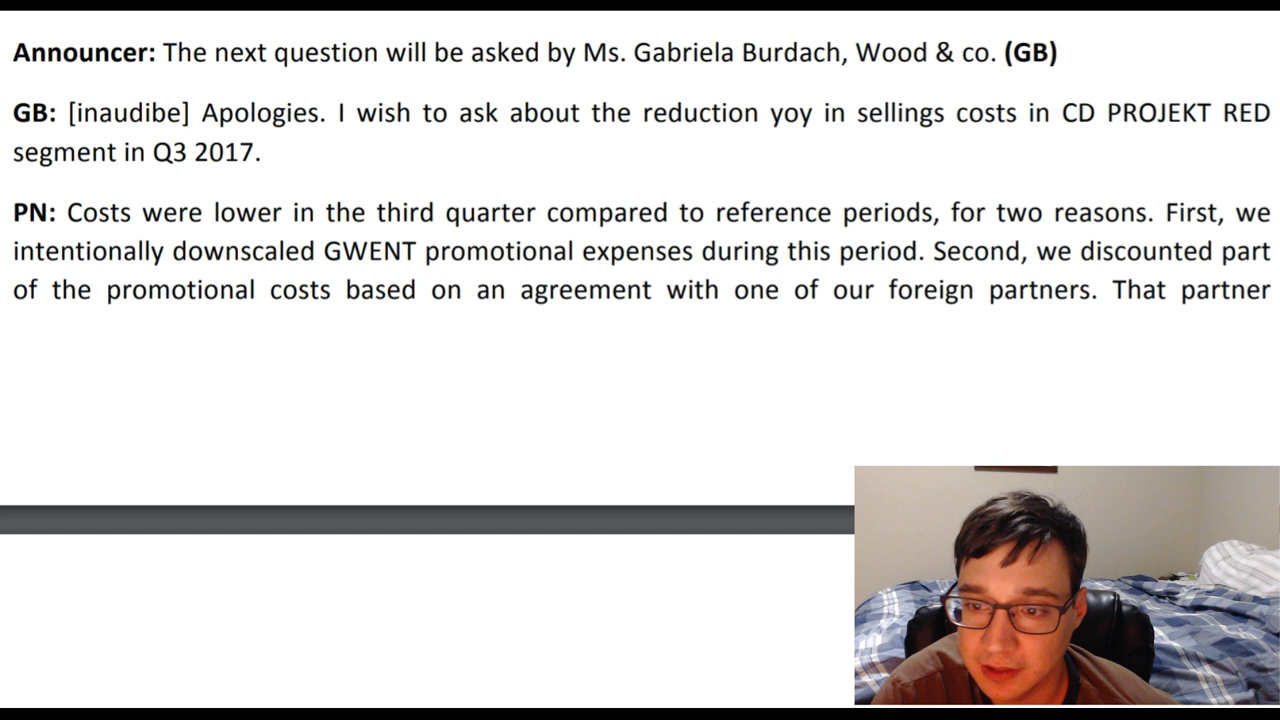 Announcer: The next question will be asked by Ms. Gabriela Burdach, Wood & co. (GB)
GB: [inaudibe] Apologies. I wish to ask about the reduction yoy in sellings costs in CD PROJEKT RED
segment in Q3 2017.
PN: Costs were lower in the third quarter compared to reference periods, for two reasons. First, we
intentionally downscaled GWENT promotional expenses during this period. Second, we discounted part
of the promotional costs based on an agreement with one of our foreign partners. That partner